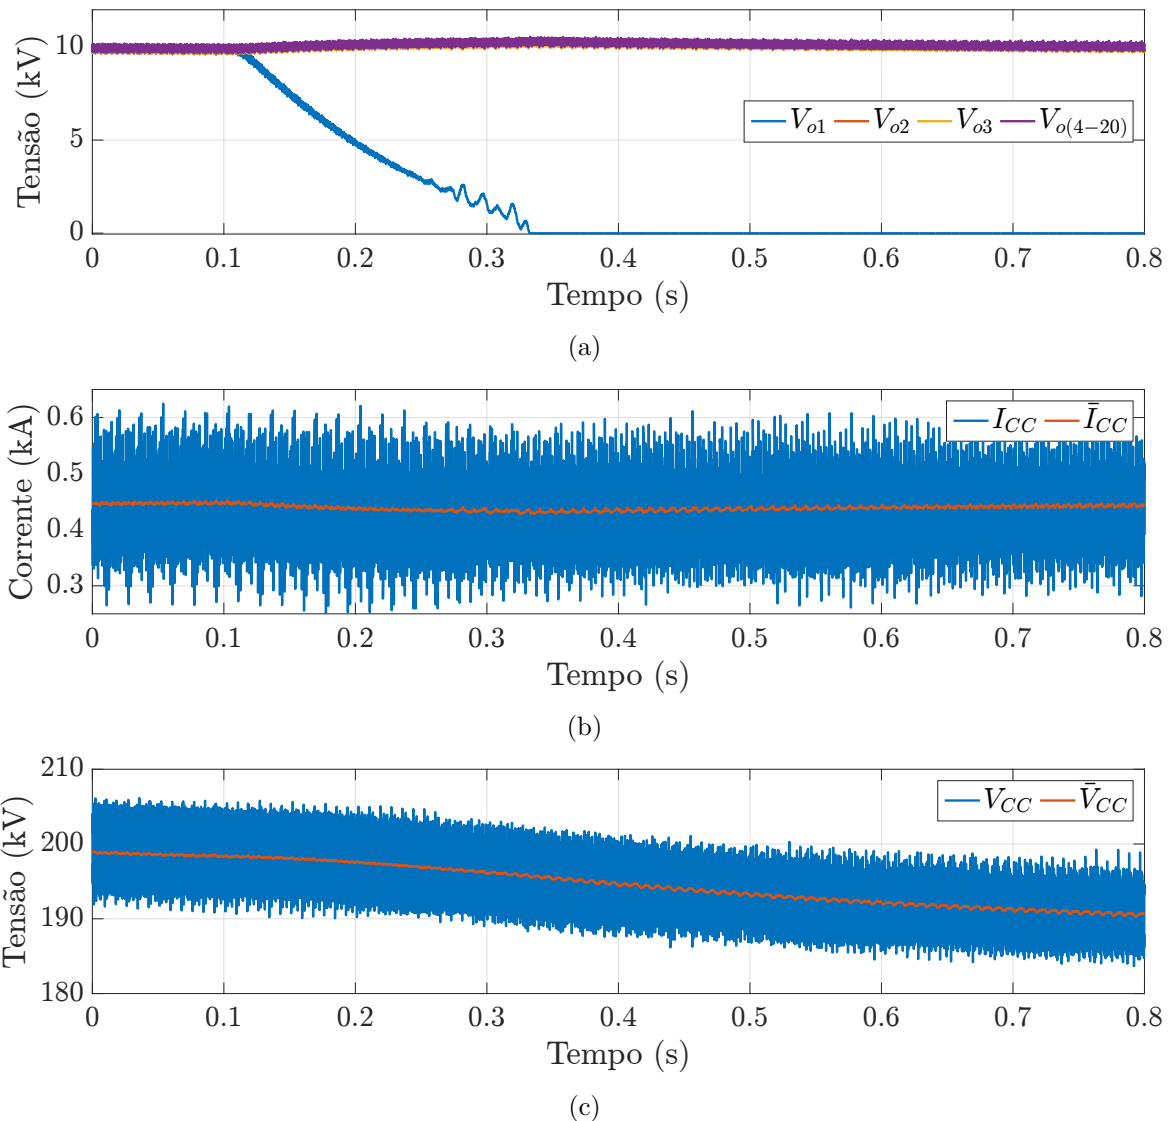 Tensão (kV)
10
5
0
V_{o1} V_{o2} V_{o3} V_{o(4−20)}
0 0.1 0.2 0.3 0.4 0.5 0.6 0.7 0.8
Tempo (s)
(a)
Corrente (kA)
0.6
0.5
0.4
0.3
I_{CC} Ī_{CC}
0 0.1 0.2 0.3 0.4 0.5 0.6 0.7 0.8
Tempo (s)
(b)
Tensão (kV)
210
200
190
180
V_{CC} V̄_{CC}
0 0.1 0.2 0.3 0.4 0.5 0.6 0.7 0.8
Tempo (s)
(c)